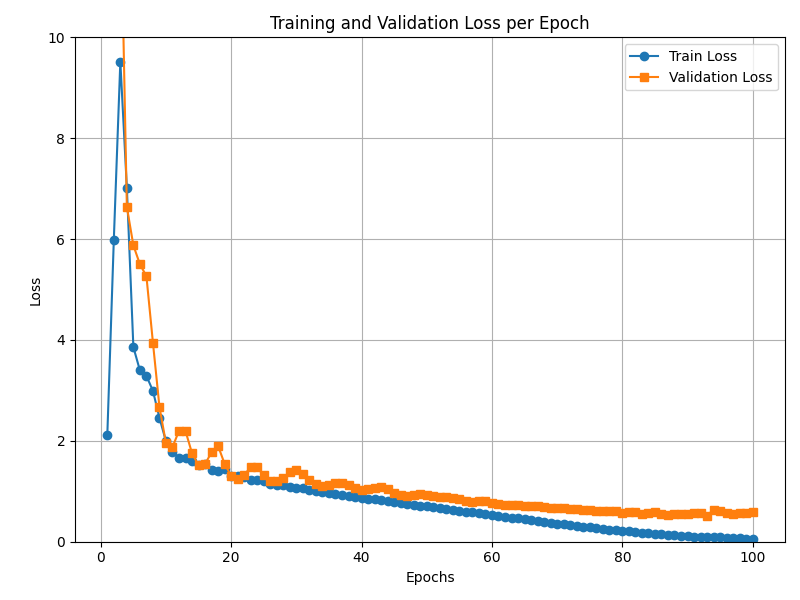 Training and Validation Loss per Epoch
Train Loss
Validation Loss
10
8
6
4
2
0
Loss
0 20 40 60 80 100
Epochs